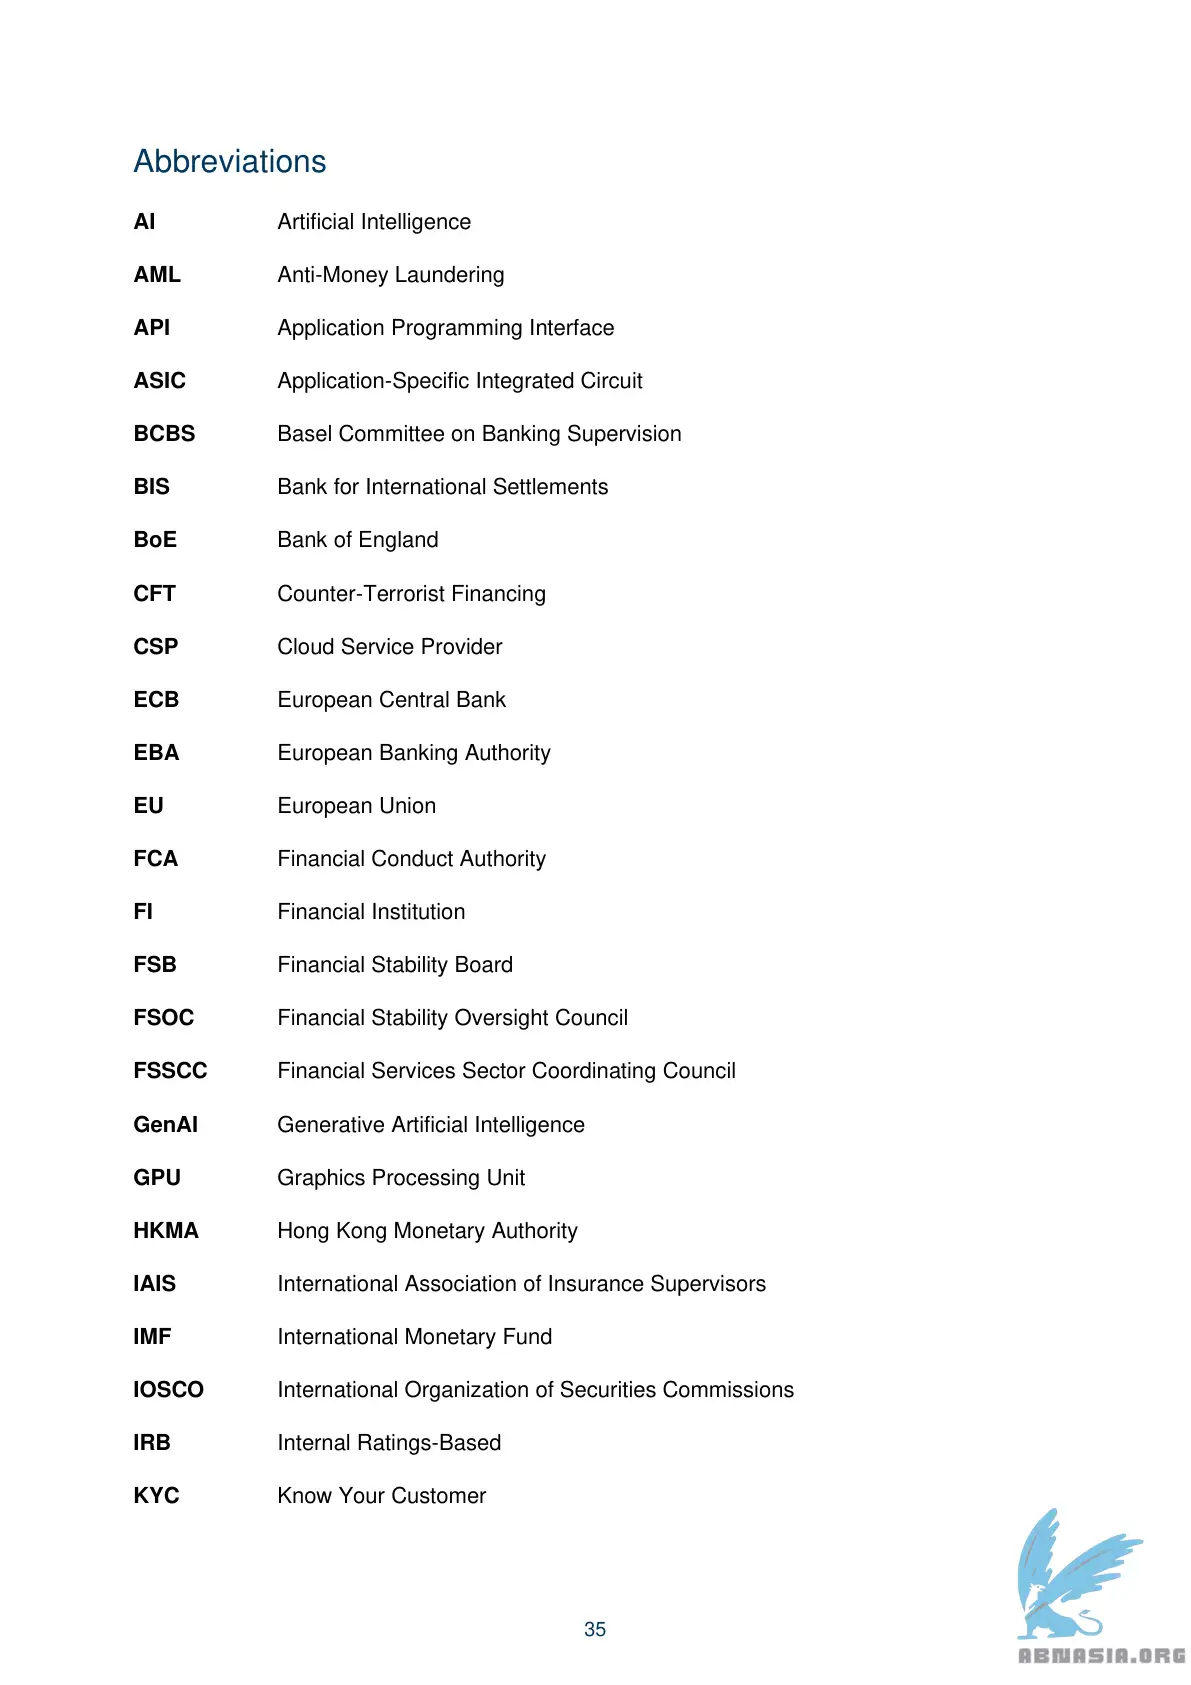 Abbreviations
AI Artificial Intelligence
AML Anti-Money Laundering
API Application Programming Interface
ASIC Application-Specific Integrated Circuit
BCBS Basel Committee on Banking Supervision
BIS Bank for International Settlements
BoE Bank of England
CFT Counter-Terrorist Financing
CSP Cloud Service Provider
ECB European Central Bank
EBA European Banking Authority
EU European Union
FCA Financial Conduct Authority
FI Financial Institution
FSB Financial Stability Board
FSOC Financial Stability Oversight Council
FSSCC Financial Services Sector Coordinating Council
GenAI Generative Artificial Intelligence
GPU Graphics Processing Unit
HKMA Hong Kong Monetary Authority
IAIS International Association of Insurance Supervisors
IMF International Monetary Fund
IOSCO International Organization of Securities Commissions
IRB Internal Ratings-Based
KYC Know Your Customer
35
ABNASIA.ORG